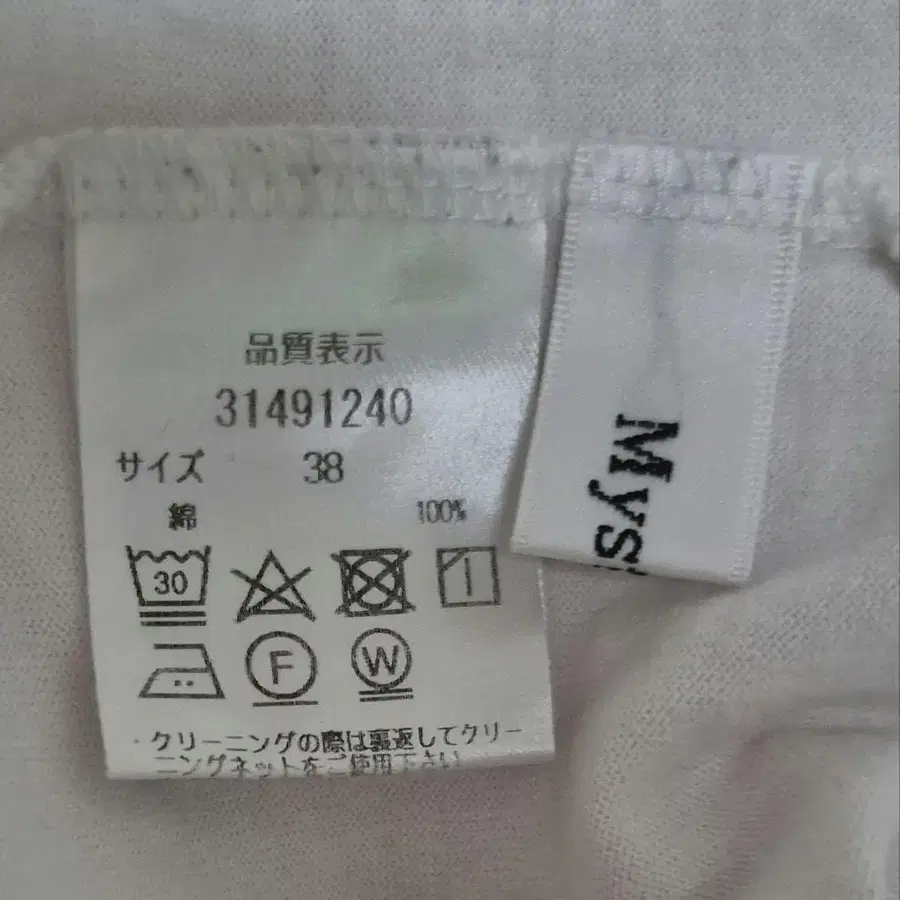 品質表示
31491240
サイズ 38
綿 100%
30
F W
・クリーニングの際は裏返してクリー
ニングネットをご使用下さい
Mys